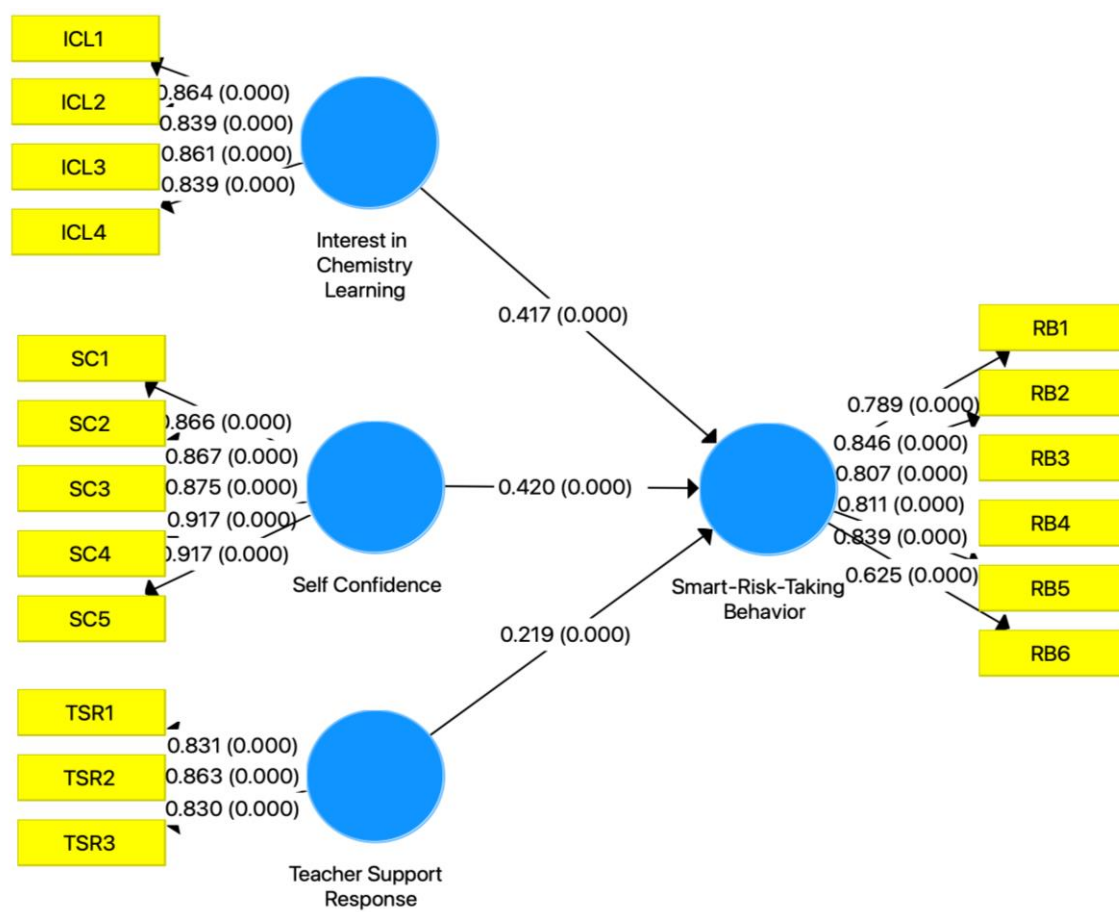 ICL1
ICL2
ICL3
ICL4
0.864 (0.000)
0.839 (0.000)
0.861 (0.000)
0.839 (0.000)
Interest in
Chemistry
Learning
0.417 (0.000)
SC1
SC2
SC3
SC4
SC5
0.866 (0.000)
0.867 (0.000)
0.875 (0.000)
0.917 (0.000)
0.917 (0.000)
Self Confidence
0.420 (0.000)
TSR1
TSR2
TSR3
0.831 (0.000)
0.863 (0.000)
0.830 (0.000)
Teacher Support
Response
0.219 (0.000)
Smart-Risk-Taking
Behavior
0.789 (0.000)
0.846 (0.000)
0.807 (0.000)
0.811 (0.000)
0.839 (0.000)
0.625 (0.000)
RB1
RB2
RB3
RB4
RB5
RB6